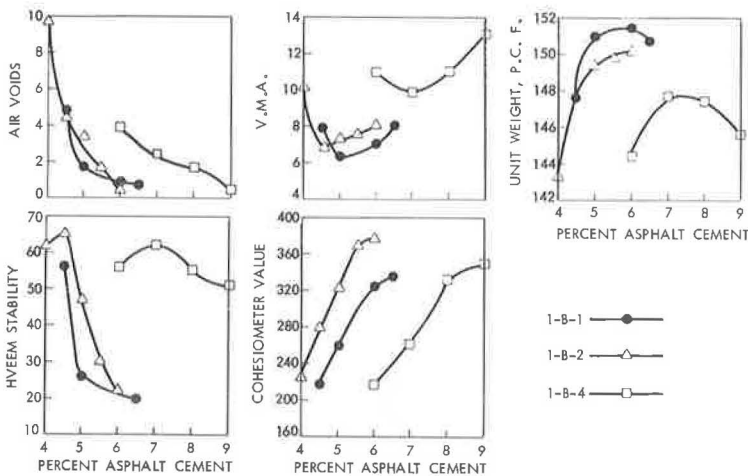 AIR VOIDS
10
8
6
4
2
0
V.M.A.
14
12
10
8
6
4
UNIT WEIGHT, P.C.F.
152
150
148
146
144
142
4 5 6 7 8 9
PERCENT ASPHALT CEMENT
HVEEM STABILITY
70
60
50
40
30
20
10
4 5 6 7 8 9
PERCENT ASPHALT CEMENT
COHESIOMETER VALUE
400
360
320
280
240
200
160
4 5 6 7 8 9
PERCENT ASPHALT CEMENT
1-B-1
1-B-2
1-B-4